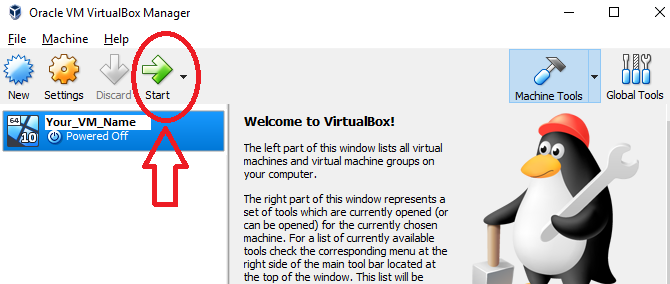 Oracle VM VirtualBox Manager
File Machine Help
New Settings Discard Start Machine Tools Global Tools
64
10
Your_VM_Name
Powered Off
Welcome to VirtualBox!
The left part of this window lists all virtual
machines and virtual machine groups on
your computer.
The right part of this window represents a
set of tools which are currently opened (or
can be opened) for the currently chosen
machine. For a list of currently available
tools check the corresponding menu at the
right side of the main tool bar located at
the top of the window. This list will be